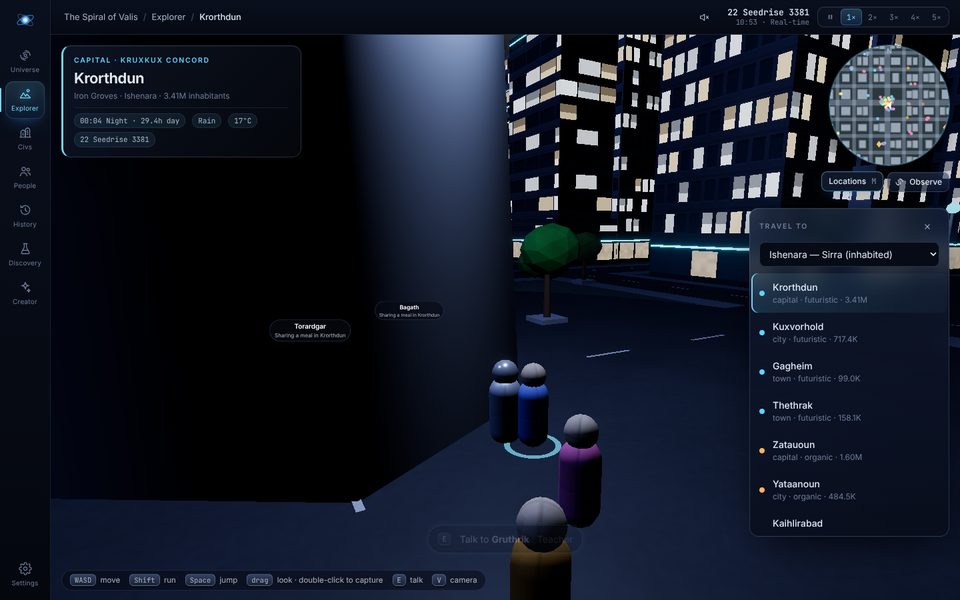 The Spiral of Valis / Explorer / Krorthdun
22 Seedrise 3381
10:53 · Real-time
1× 2× 3× 4× 5×
Universe
Explorer
Civs
People
History
Discovery
Creator
Settings
CAPITAL · KRUXKUX CONCORD
Krorthdun
Iron Groves · Ishenara · 3.41M inhabitants
00:04 Night · 29.4h day
Rain
17°C
22 Seedrise 3381
Locations M
Observe
TRAVEL TO
Ishenara — Sirra (inhabited)
Krorthdun
capital · futuristic · 3.41M
Kuxvorhold
city · futuristic · 717.4K
Gagheim
town · futuristic · 99.0K
Thethrak
town · futuristic · 158.1K
Zatauoun
capital · organic · 1.60M
Yataanoun
city · organic · 484.5K
Kaihlirabad
Bagath
Sharing a meal in Krorthdun
Torardgar
Sharing a meal in Krorthdun
E Talk to Gruthrik Teacher
WASD move Shift run Space jump drag look · double-click to capture E talk V camera